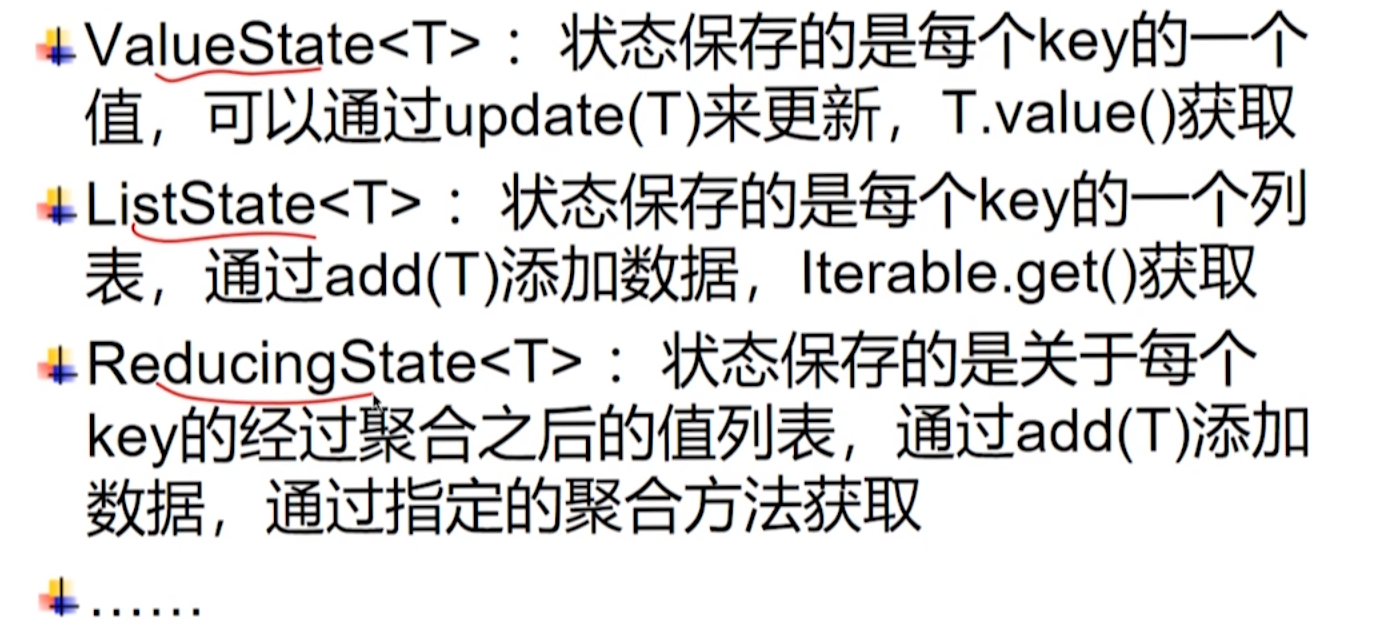 ValueState<T> ：状态保存的是每个key的一个
值，可以通过update(T)来更新，T.value()获取
ListState<T> ：状态保存的是每个key的一个列
表，通过add(T)添加数据，Iterable.get()获取
ReducingState<T> ：状态保存的是关于每个
key的经过聚合之后的值列表，通过add(T)添加
数据，通过指定的聚合方法获取
……